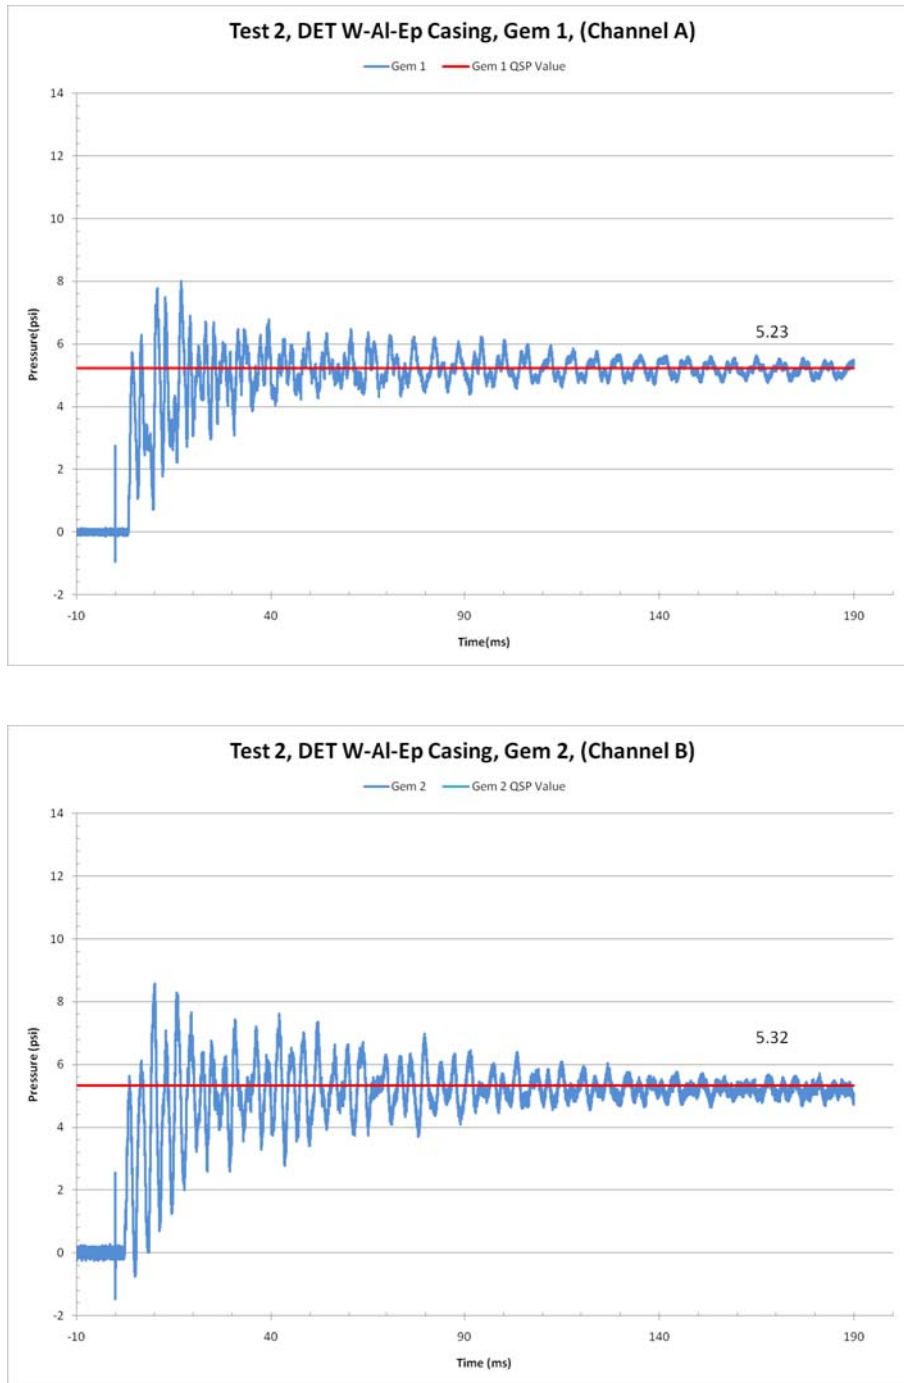 Test 2, DET W-Al-Ep Casing, Gem 1, (Channel A)
Gem 1 Gem 1 QSP Value
14
12
10
8
6
4
2
0
-2
Pressure(psi)
5.23
-10 40 90 140 190
Time(ms)
Test 2, DET W-Al-Ep Casing, Gem 2, (Channel B)
Gem 2 Gem 2 QSP Value
14
12
10
8
6
4
2
0
-2
Pressure (psi)
5.32
-10 40 90 140 190
Time (ms)